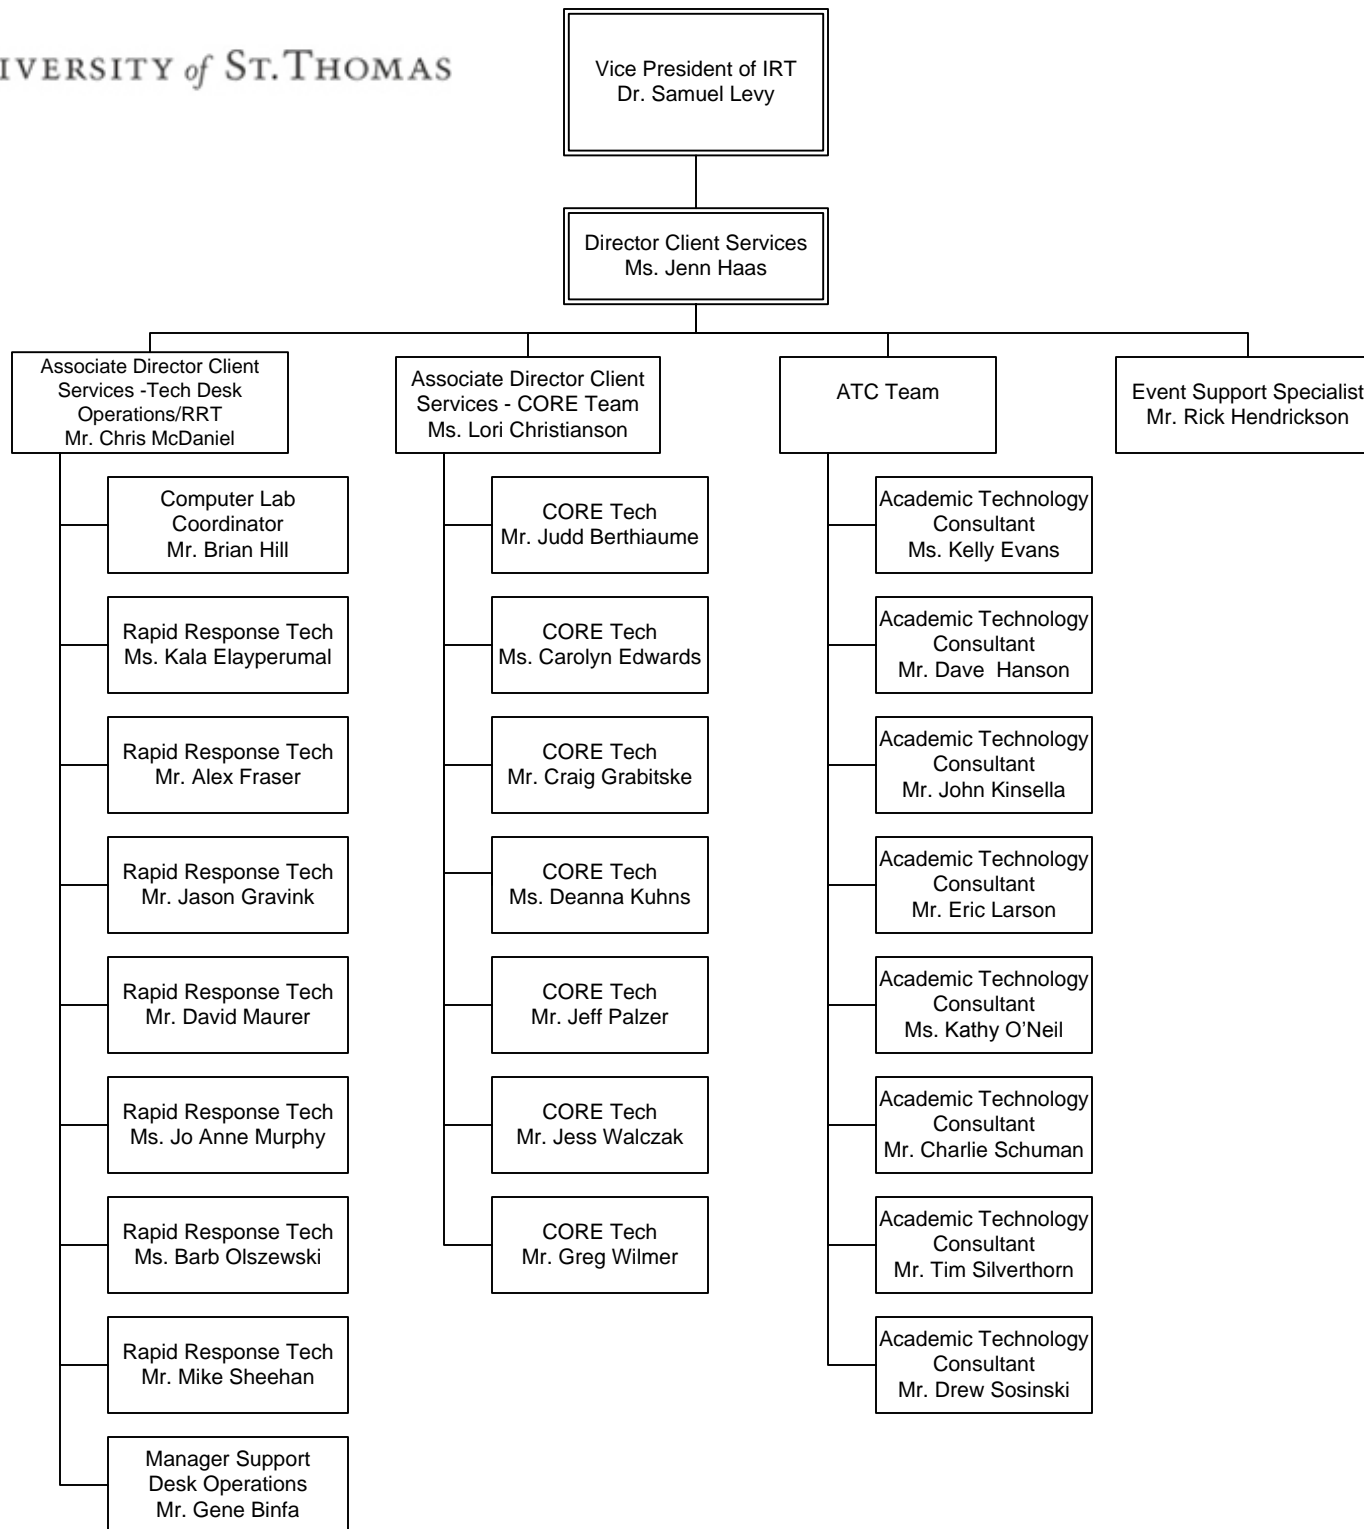 IVERSITY of ST. THOMAS
Vice President of IRT
Dr. Samuel Levy
Director Client Services
Ms. Jenn Haas
Associate Director Client
Services -Tech Desk
Operations/RRT
Mr. Chris McDaniel
Associate Director Client
Services - CORE Team
Ms. Lori Christianson
ATC Team
Event Support Specialist
Mr. Rick Hendrickson
Computer Lab
Coordinator
Mr. Brian Hill
Rapid Response Tech
Ms. Kala Elayperumal
Rapid Response Tech
Mr. Alex Fraser
Rapid Response Tech
Mr. Jason Gravink
Rapid Response Tech
Mr. David Maurer
Rapid Response Tech
Ms. Jo Anne Murphy
Rapid Response Tech
Ms. Barb Olszewski
Rapid Response Tech
Mr. Mike Sheehan
Manager Support
Desk Operations
Mr. Gene Binfa
CORE Tech
Mr. Judd Berthiaume
CORE Tech
Ms. Carolyn Edwards
CORE Tech
Mr. Craig Grabitske
CORE Tech
Ms. Deanna Kuhns
CORE Tech
Mr. Jeff Palzer
CORE Tech
Mr. Jess Walczak
CORE Tech
Mr. Greg Wilmer
Academic Technology
Consultant
Ms. Kelly Evans
Academic Technology
Consultant
Mr. Dave  Hanson
Academic Technology
Consultant
Mr. John Kinsella
Academic Technology
Consultant
Mr. Eric Larson
Academic Technology
Consultant
Ms. Kathy O’Neil
Academic Technology
Consultant
Mr. Charlie Schuman
Academic Technology
Consultant
Mr. Tim Silverthorn
Academic Technology
Consultant
Mr. Drew Sosinski